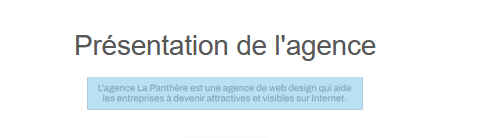 Présentation de l'agence
L'agence La Panthère est une agence de web design qui aide
les entreprises à devenir attractives et visibles sur Internet.